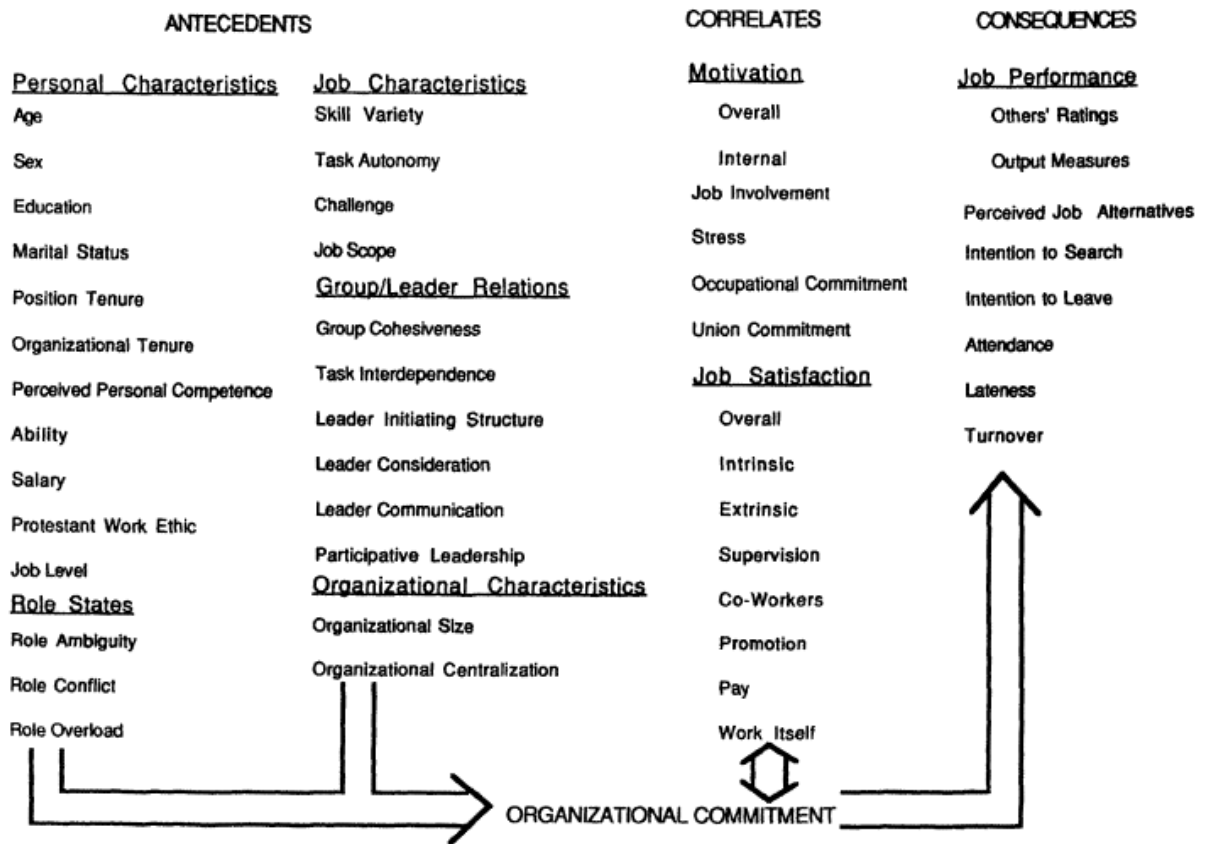 ANTECEDENTS
Personal Characteristics
Age
Sex
Education
Marital Status
Position Tenure
Organizational Tenure
Perceived Personal Competence
Ability
Salary
Protestant Work Ethic
Job Level
Role States
Role Ambiguity
Role Conflict
Role Overload
Job Characteristics
Skill Variety
Task Autonomy
Challenge
Job Scope
Group/Leader Relations
Group Cohesiveness
Task Interdependence
Leader Initiating Structure
Leader Consideration
Leader Communication
Participative Leadership
Organizational Characteristics
Organizational Size
Organizational Centralization
CORRELATES
Motivation
Overall
Internal
Job Involvement
Stress
Occupational Commitment
Union Commitment
Job Satisfaction
Overall
Intrinsic
Extrinsic
Supervision
Co-Workers
Promotion
Pay
Work Itself
CONSEQUENCES
Job Performance
Others' Ratings
Output Measures
Perceived Job Alternatives
Intention to Search
Intention to Leave
Attendance
Lateness
Turnover
ORGANIZATIONAL COMMITMENT